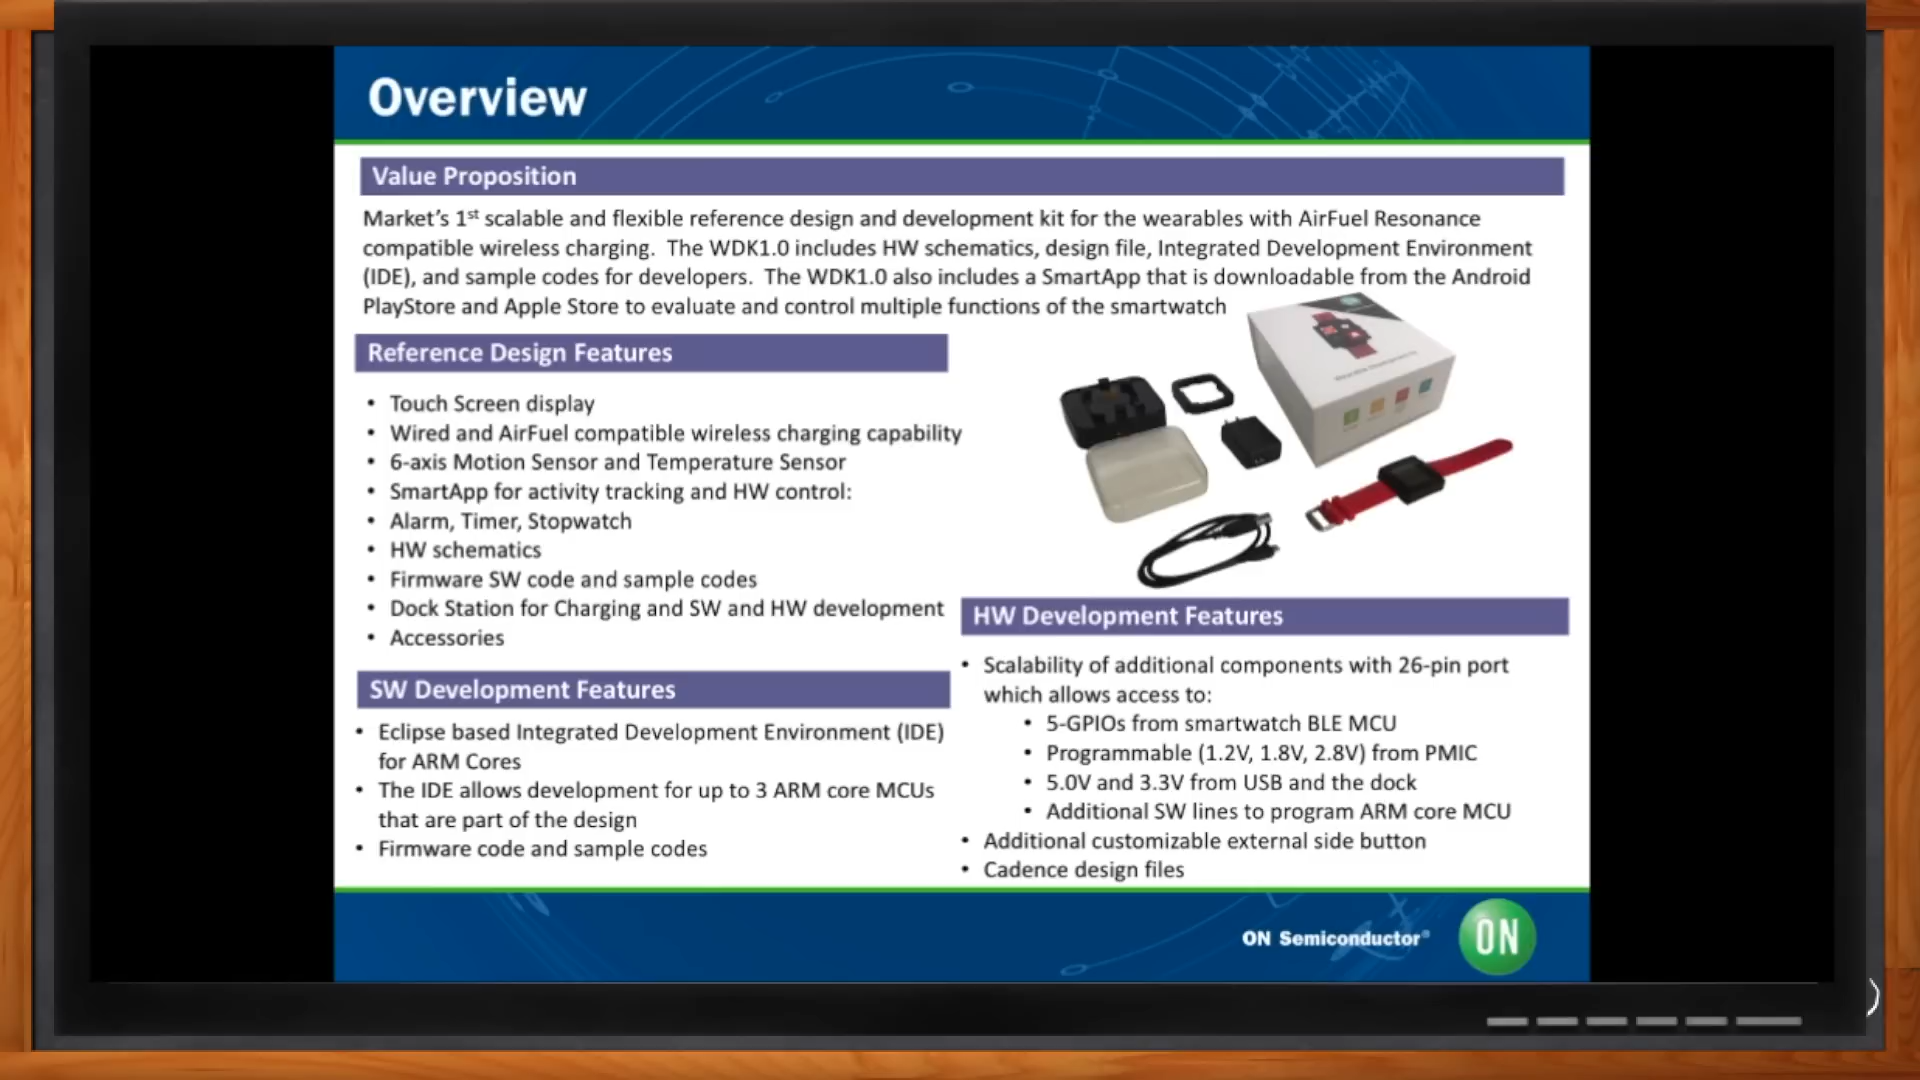 Overview
Value Proposition
Market's 1st scalable and flexible reference design and development kit for the wearables with AirFuel Resonance
compatible wireless charging. The WDK1.0 includes HW schematics, design file, Integrated Development Environment
(IDE), and sample codes for developers. The WDK1.0 also includes a SmartApp that is downloadable from the Android
PlayStore and Apple Store to evaluate and control multiple functions of the smartwatch
Reference Design Features
• Touch Screen display
• Wired and AirFuel compatible wireless charging capability
• 6-axis Motion Sensor and Temperature Sensor
• SmartApp for activity tracking and HW control:
• Alarm, Timer, Stopwatch
• HW schematics
• Firmware SW code and sample codes
• Dock Station for Charging and SW and HW development
• Accessories
SW Development Features
• Eclipse based Integrated Development Environment (IDE)
for ARM Cores
• The IDE allows development for up to 3 ARM core MCUs
that are part of the design
• Firmware code and sample codes
HW Development Features
• Scalability of additional components with 26-pin port
which allows access to:
• 5-GPIOs from smartwatch BLE MCU
• Programmable (1.2V, 1.8V, 2.8V) from PMIC
• 5.0V and 3.3V from USB and the dock
• Additional SW lines to program ARM core MCU
• Additional customizable external side button
• Cadence design files
ON Semiconductor®
ON